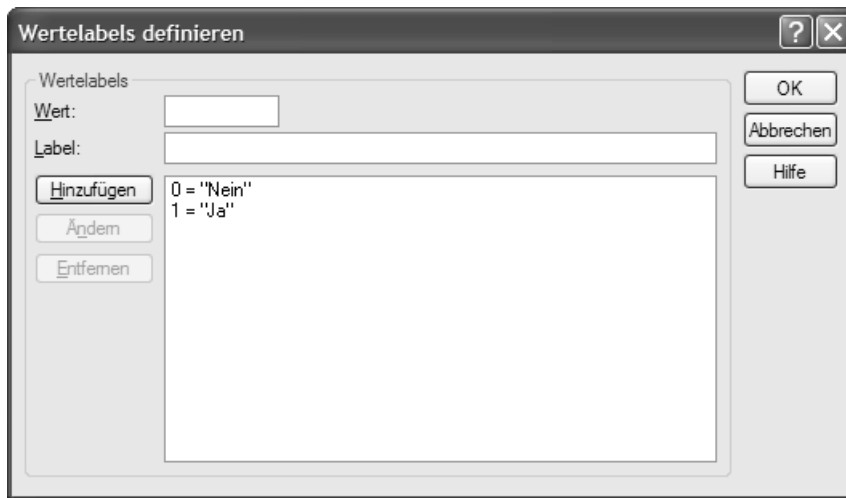 Wertelabels definieren
Wertelabels
Wert:
Label:
Hinzufügen
Ändern
Entfernen
0 = "Nein"
1 = "Ja"
OK
Abbrechen
Hilfe